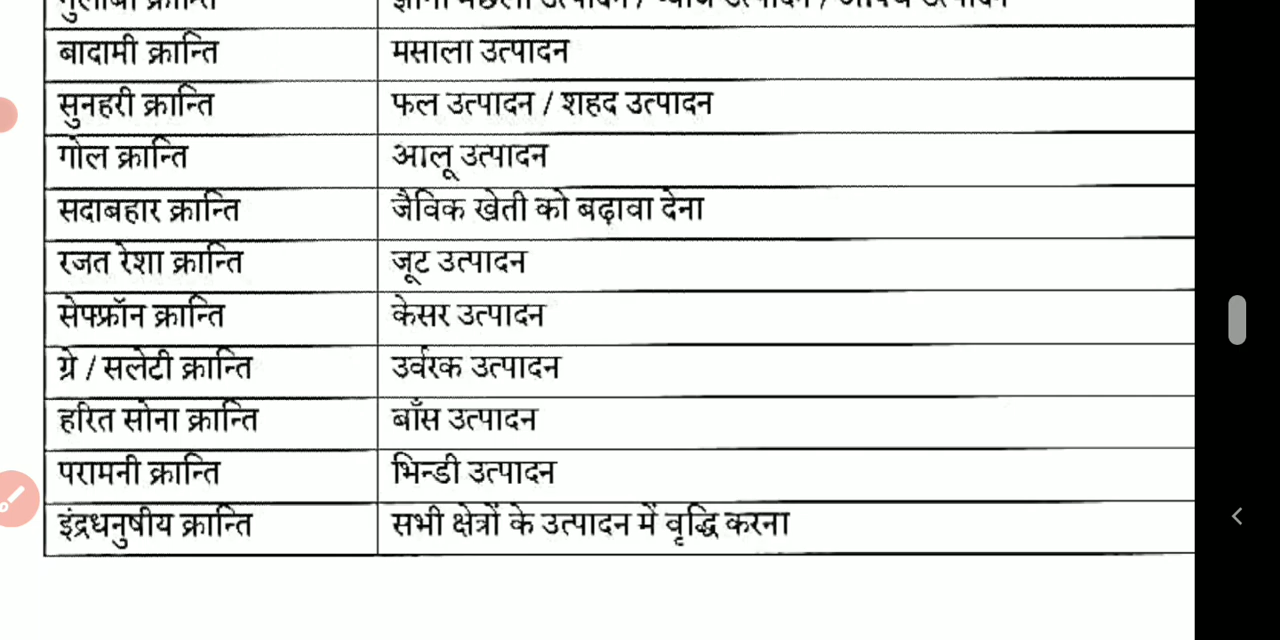 बादामी क्रान्ति मसाला उत्पादन
सुनहरी क्रान्ति फल उत्पादन / शहद उत्पादन
गोल क्रान्ति आलू उत्पादन
सदाबहार क्रान्ति जैविक खेती को बढ़ावा देना
रजत रेशा क्रान्ति जूट उत्पादन
सेफ्फ्रॉन क्रान्ति केसर उत्पादन
ग्रे / सलेटी क्रान्ति उर्वरक उत्पादन
हरित सोना क्रान्ति बाँस उत्पादन
परामनी क्रान्ति भिन्डी उत्पादन
इंद्रधनुषीय क्रान्ति सभी क्षेत्रों के उत्पादन में वृद्धि करना